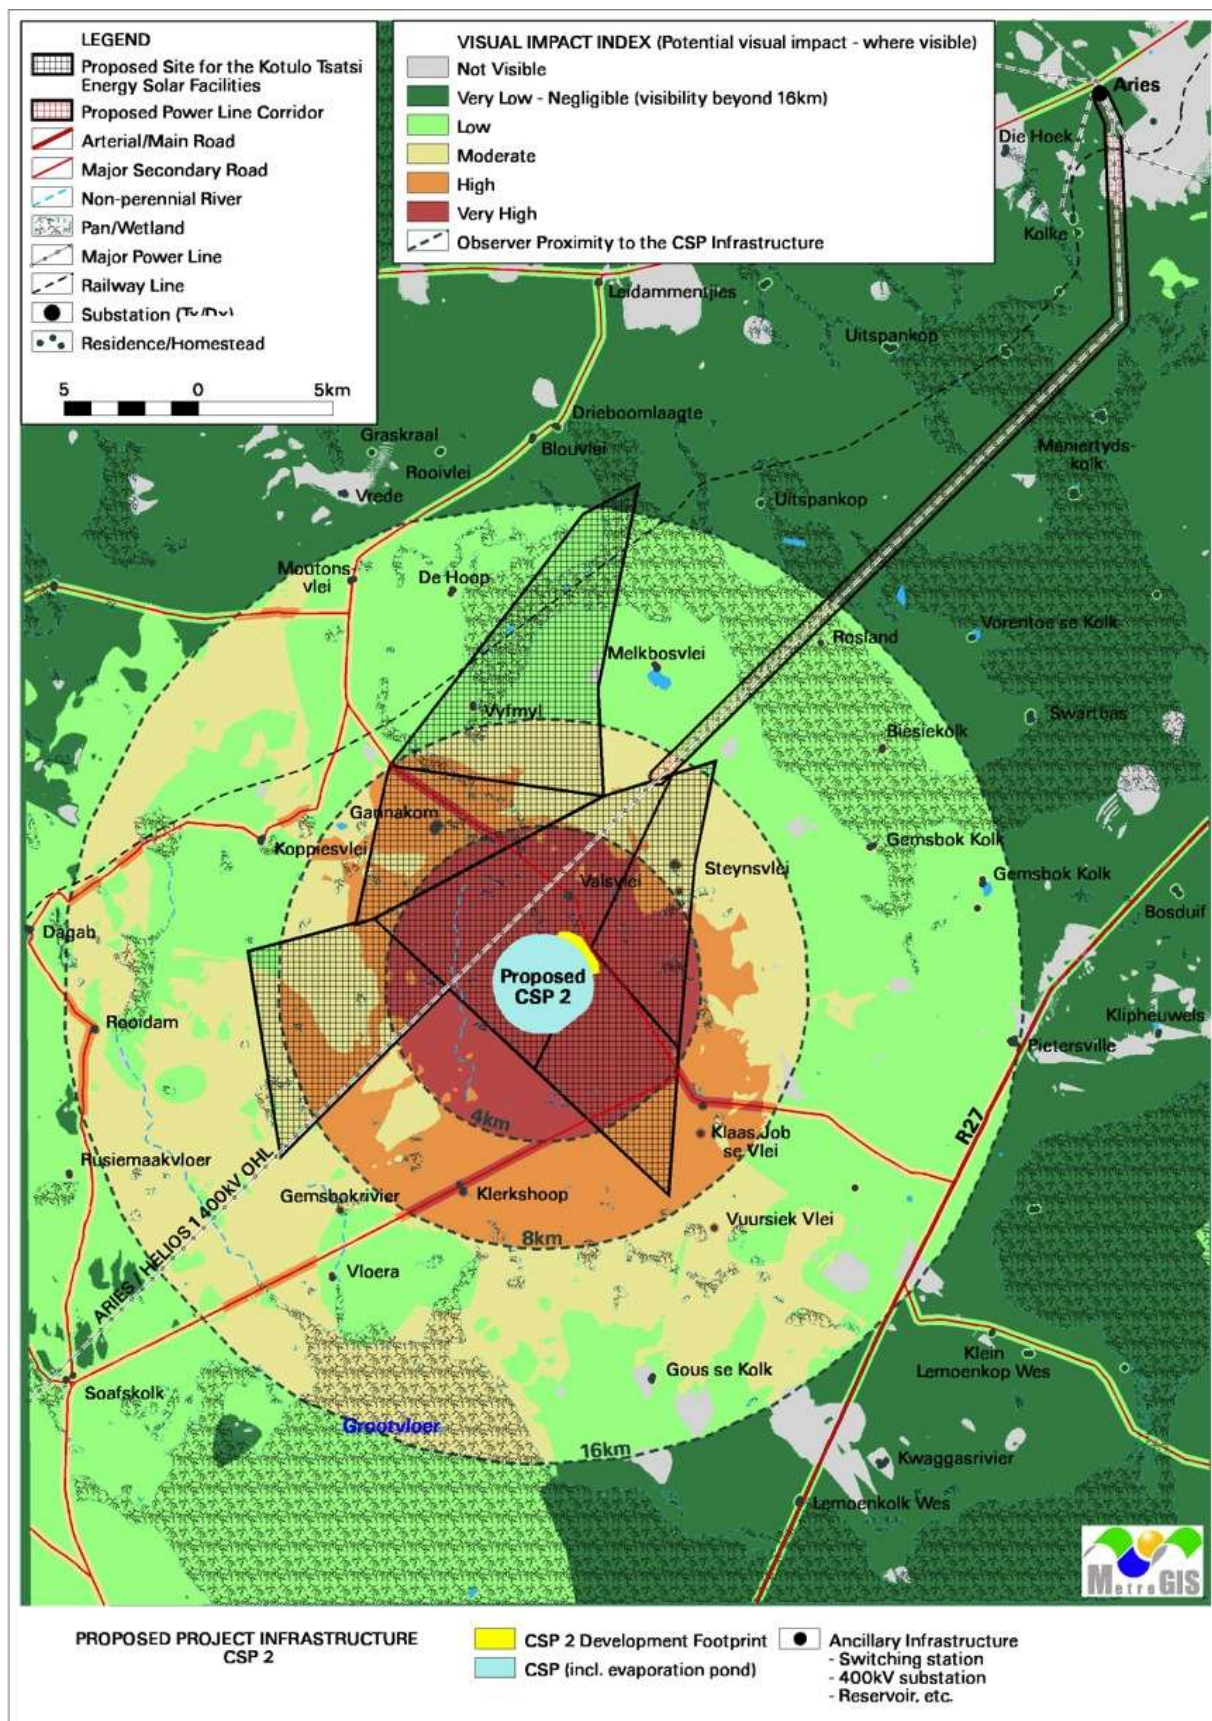 LEGEND
Proposed Site for the Kotulo Tsatsi
Energy Solar Facilities
Proposed Power Line Corridor
Arterial/Main Road
Major Secondary Road
Non-perennial River
Pan/Wetland
Major Power Line
Railway Line
Substation (Tx/Dx)
Residence/Homestead
5 0 5km
VISUAL IMPACT INDEX (Potential visual impact - where visible)
Not Visible
Very Low - Negligible (visibility beyond 16km)
Low
Moderate
High
Very High
Observer Proximity to the CSP Infrastructure
Aries
Die Hoek
Kolke
Leidammentjies
Uitspankop
Drieboomlaagte
Graskraal
Blouvlei
Rooivlei
Maniertyds-
kolk
Vrede
Uitspankop
Moutons-
vlei
De Hoop
Vorentoe se Kolk
Rosland
Melkbosvlei
Vyfmyl
Swartbas
Biesiekolk
Gannakom
Koppiesvlei
Gemsbok Kolk
Steynsvlei
Gemsbok Kolk
Valsvlei
Bosduif
Dagab
Proposed
CSP 2
Rooidam
Klipheuwels
Pietersville
4km
Klaas Job
se Vlei
R27
Rusiemaakvloer
Gemsbokrivier
Klerkshoop
Vuursiek Vlei
8km
ARIES / HELIOS 1 400kV OHL
Vloera
Klein
Lemoenkop Wes
Gous se Kolk
Soafskolk
Grootvloer
16km
Kwaggasrivier
Lemoenkolk Wes
MetroGIS
PROPOSED PROJECT INFRASTRUCTURE
CSP 2
CSP 2 Development Footprint
CSP (incl. evaporation pond)
Ancillary Infrastructure
- Switching station
- 400kV substation
- Reservoir, etc.